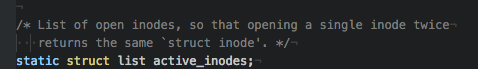 /* List of open inodes, so that opening a single inode twice¬
   returns the same `struct inode'. */¬
static struct list active_inodes;¬